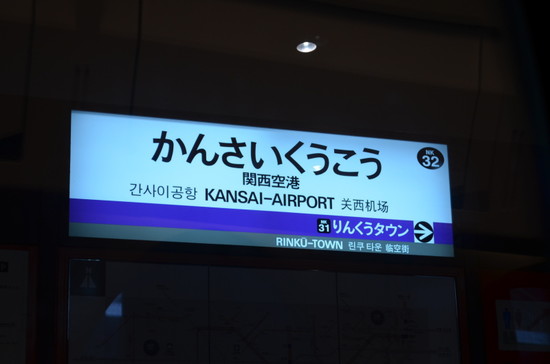 かんさいくうこう
NK 32
関西空港
간사이공항 KANSAI-AIRPORT 关西机场
NK 31 りんくうタウン
RINKŪ-TOWN 린쿠 타운 临空街